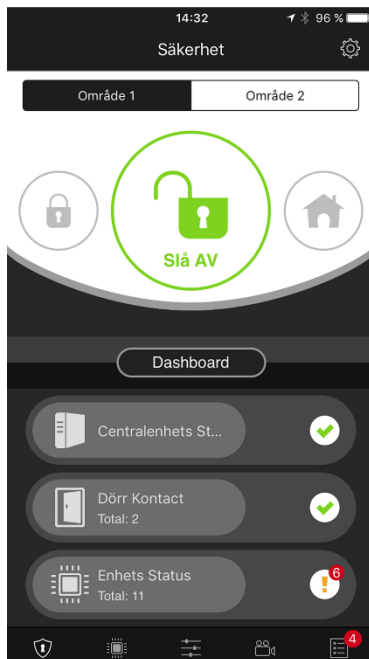 14:32
96 %
Säkerhet
Område 1
Område 2
Slå AV
Dashboard
Centralenhets St...
Dörr Kontact
Total: 2
Enhets Status
Total: 11
6
4